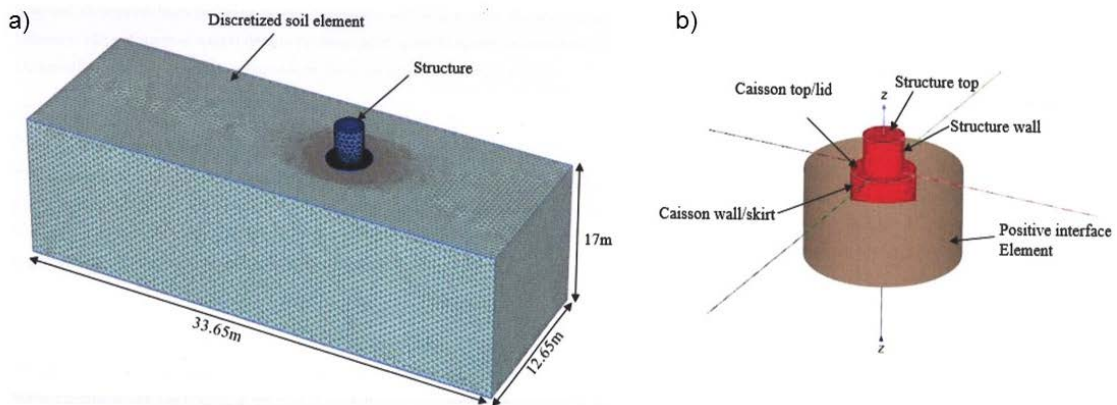 a)
Discretized soil element
Structure
17m
33.65m
12.65m
b)
Structure top
Caisson top/lid
z
Structure wall
Caisson wall/skirt
Positive interface
Element
z